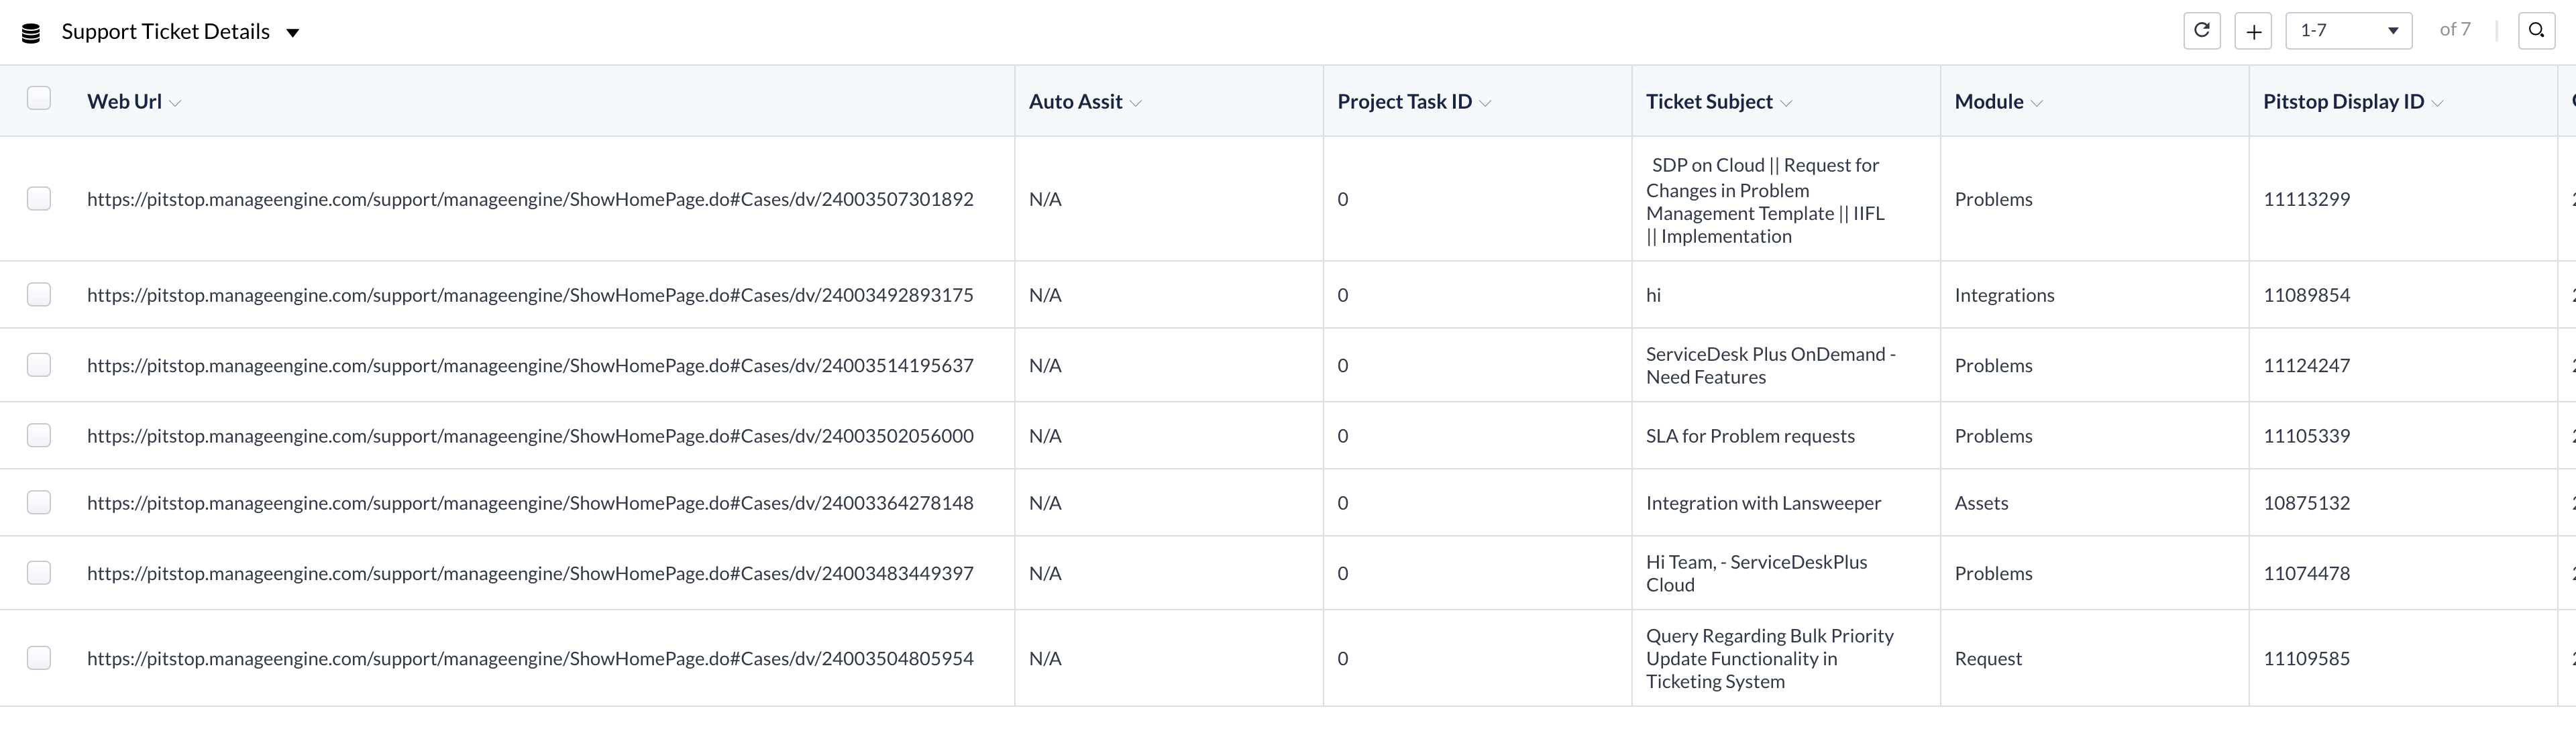 Support Ticket Details
1-7
of 7
Web Url
Auto Assit
Project Task ID
Ticket Subject
Module
Pitstop Display ID
https://pitstop.manageengine.com/support/manageengine/ShowHomePage.do#Cases/dv/24003507301892
N/A
0
SDP on Cloud || Request for
Changes in Problem
Management Template || IIFL
|| Implementation
Problems
11113299
https://pitstop.manageengine.com/support/manageengine/ShowHomePage.do#Cases/dv/24003492893175
N/A
0
hi
Integrations
11089854
https://pitstop.manageengine.com/support/manageengine/ShowHomePage.do#Cases/dv/24003514195637
N/A
0
ServiceDesk Plus OnDemand -
Need Features
Problems
11124247
https://pitstop.manageengine.com/support/manageengine/ShowHomePage.do#Cases/dv/24003502056000
N/A
0
SLA for Problem requests
Problems
11105339
https://pitstop.manageengine.com/support/manageengine/ShowHomePage.do#Cases/dv/24003364278148
N/A
0
Integration with Lansweeper
Assets
10875132
https://pitstop.manageengine.com/support/manageengine/ShowHomePage.do#Cases/dv/24003483449397
N/A
0
Hi Team, - ServiceDeskPlus
Cloud
Problems
11074478
https://pitstop.manageengine.com/support/manageengine/ShowHomePage.do#Cases/dv/24003504805954
N/A
0
Query Regarding Bulk Priority
Update Functionality in
Ticketing System
Request
11109585